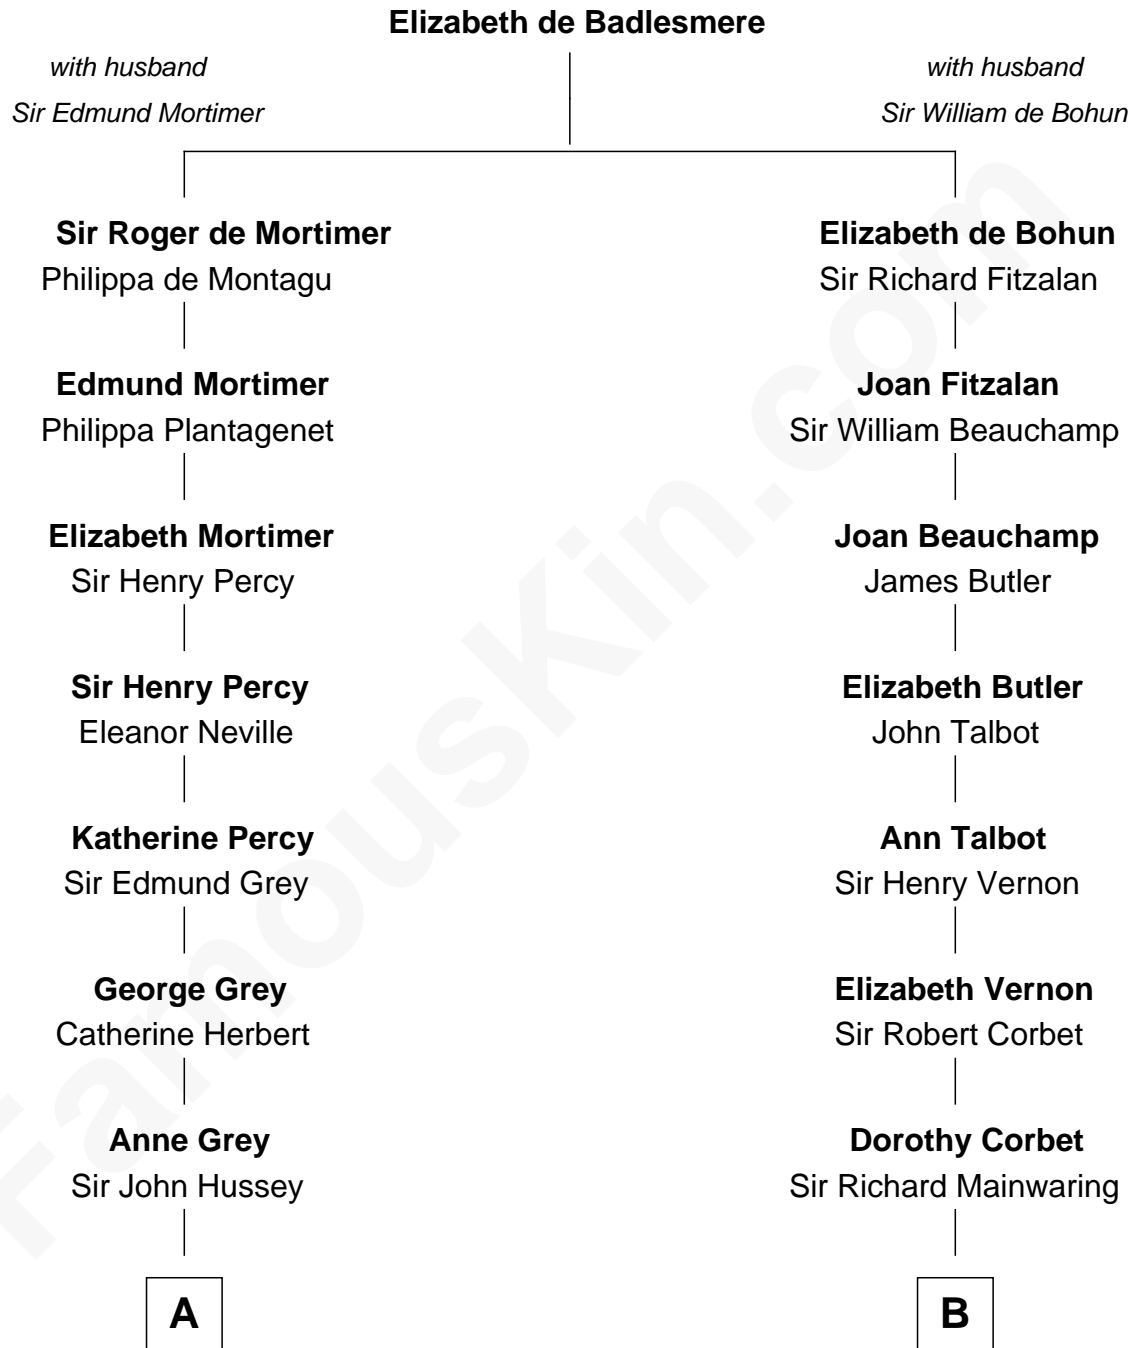 Elizabeth de Badlesmere
with husband
Sir Edmund Mortimer
with husband
Sir William de Bohun
Sir Roger de Mortimer
Philippa de Montagu
Elizabeth de Bohun
Sir Richard Fitzalan
Edmund Mortimer
Philippa Plantagenet
Joan Fitzalan
Sir William Beauchamp
Elizabeth Mortimer
Sir Henry Percy
Joan Beauchamp
James Butler
Sir Henry Percy
Eleanor Neville
Elizabeth Butler
John Talbot
Katherine Percy
Sir Edmund Grey
Ann Talbot
Sir Henry Vernon
George Grey
Catherine Herbert
Elizabeth Vernon
Sir Robert Corbet
Anne Grey
Sir John Hussey
Dorothy Corbet
Sir Richard Mainwaring
A
B
FamousKin.com